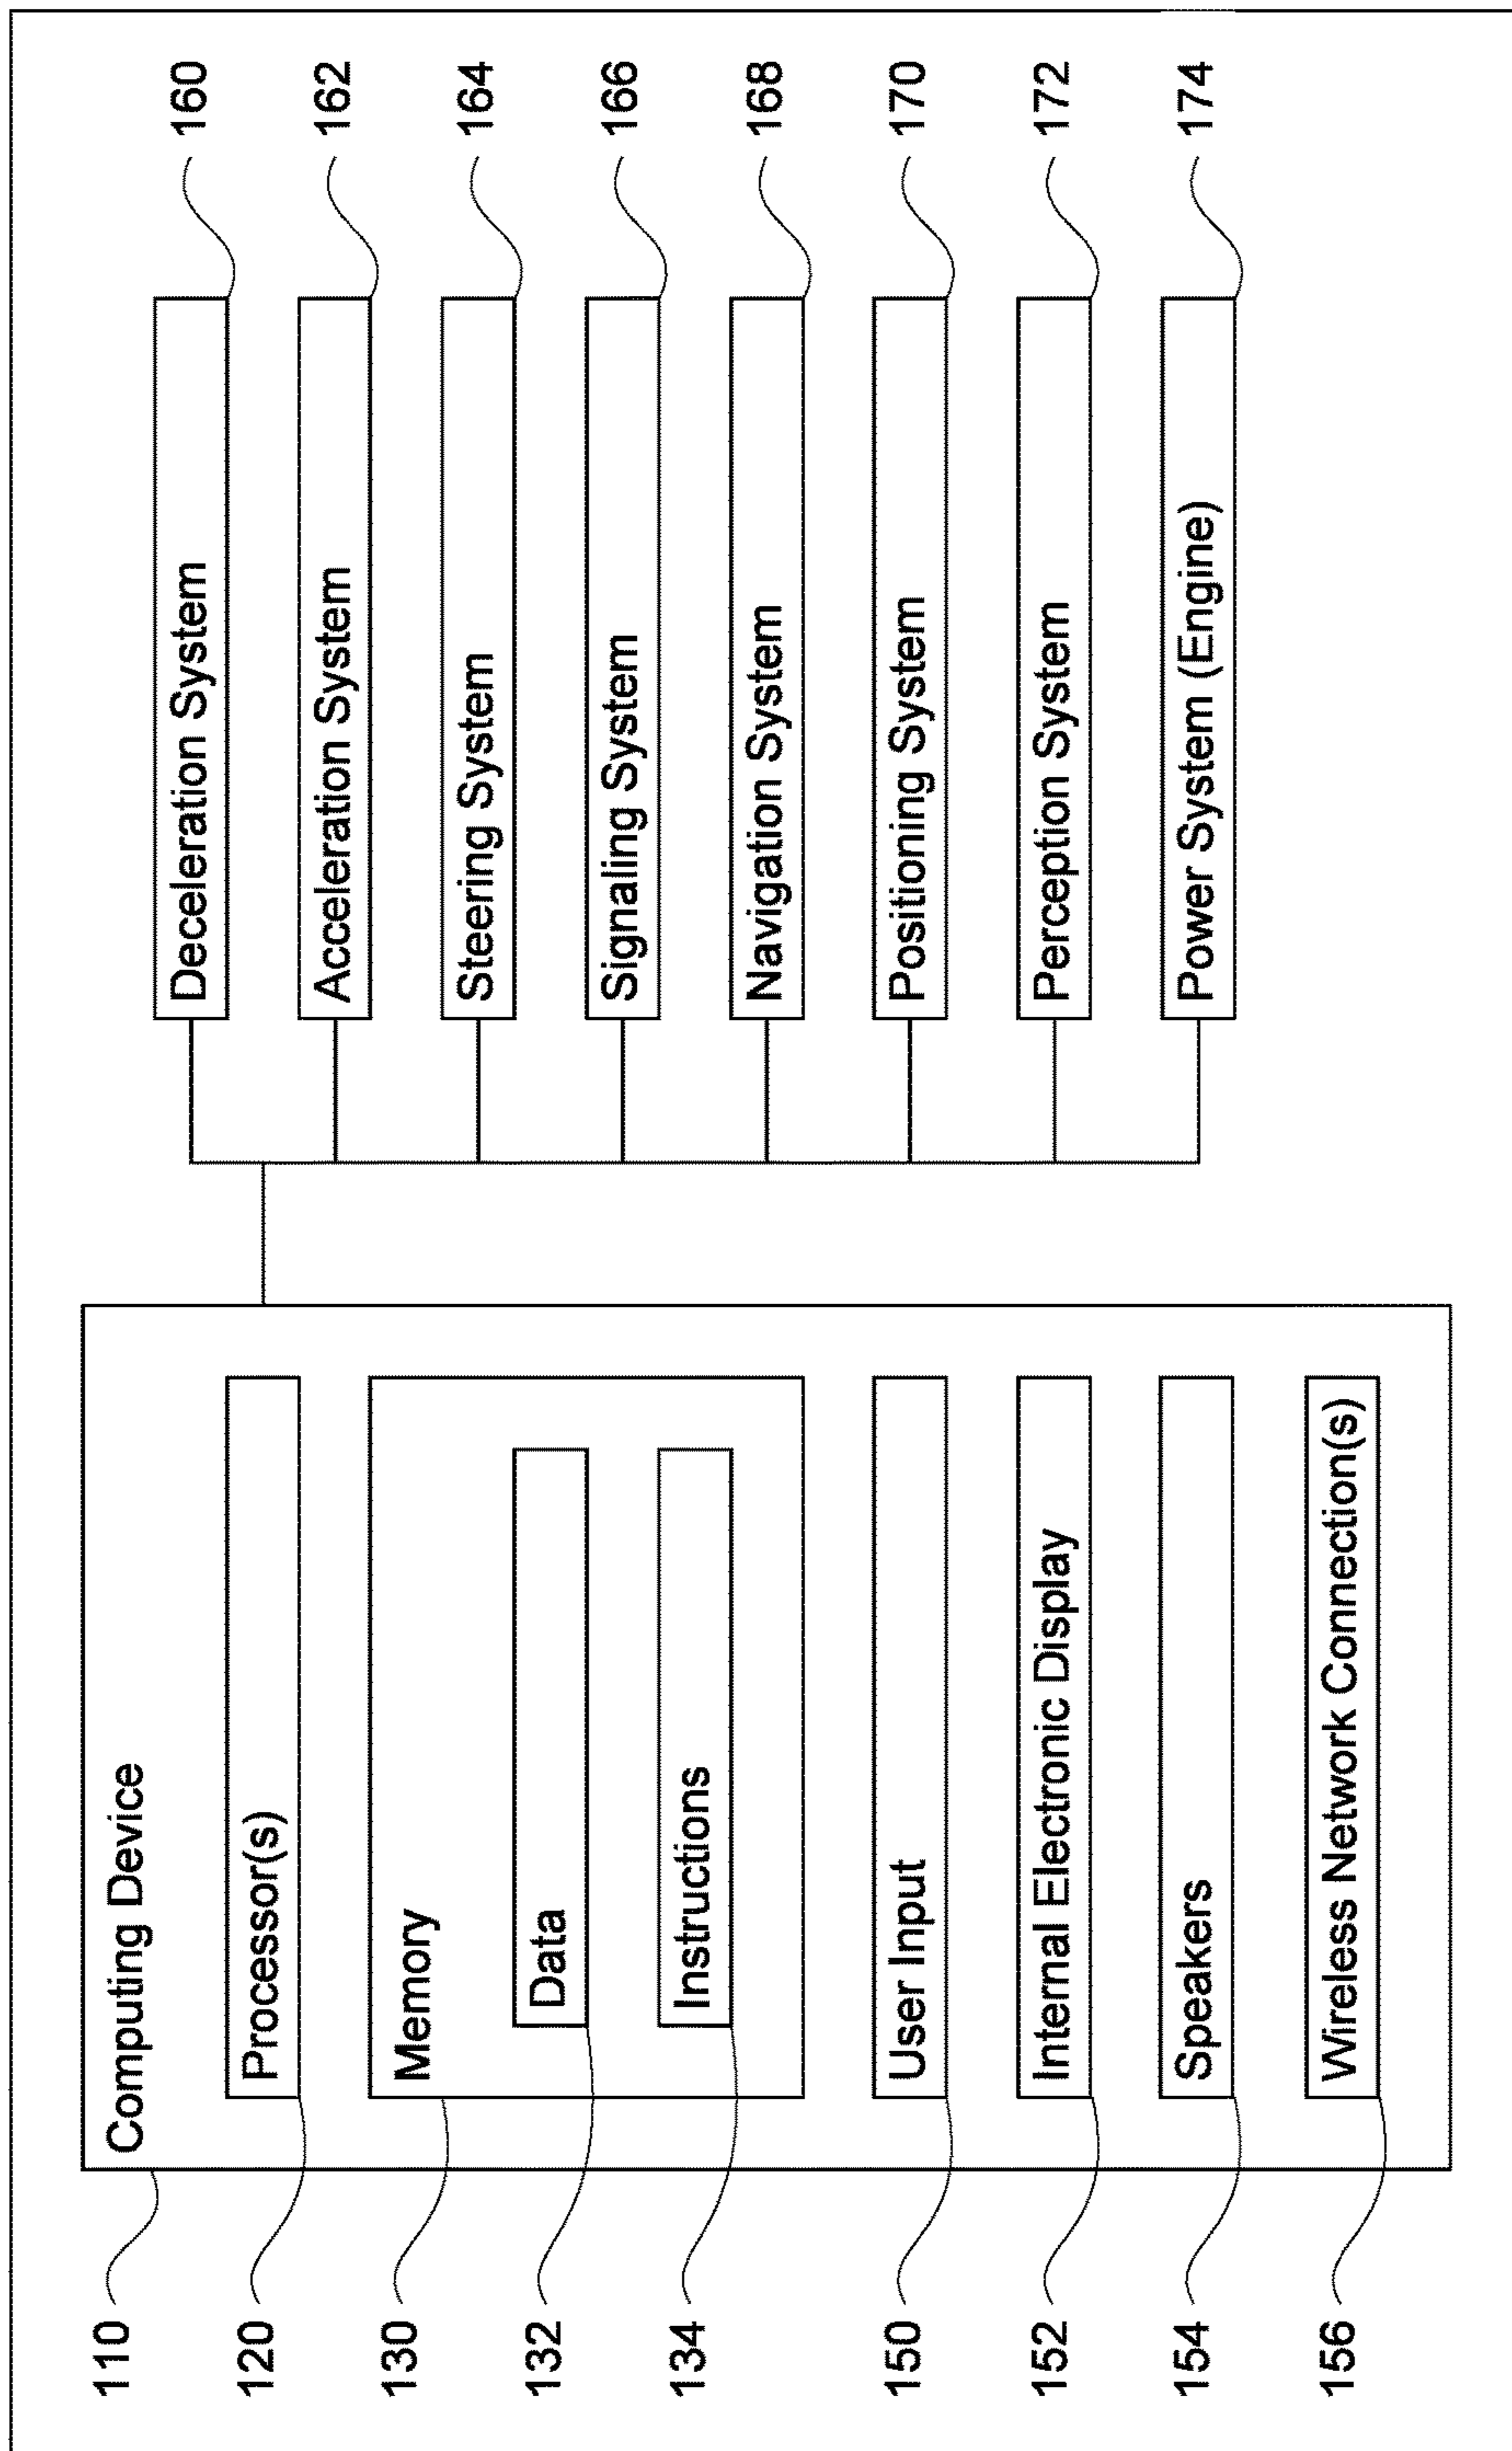 110
Computing Device
120
Processor(s)
130
Memory
132
Data
134
Instructions
150
User Input
152
Internal Electronic Display
154
Speakers
156
Wireless Network Connection(s)
Deceleration System
160
Acceleration System
162
Steering System
164
Signaling System
166
Navigation System
168
Positioning System
170
Perception System
172
Power System (Engine)
174